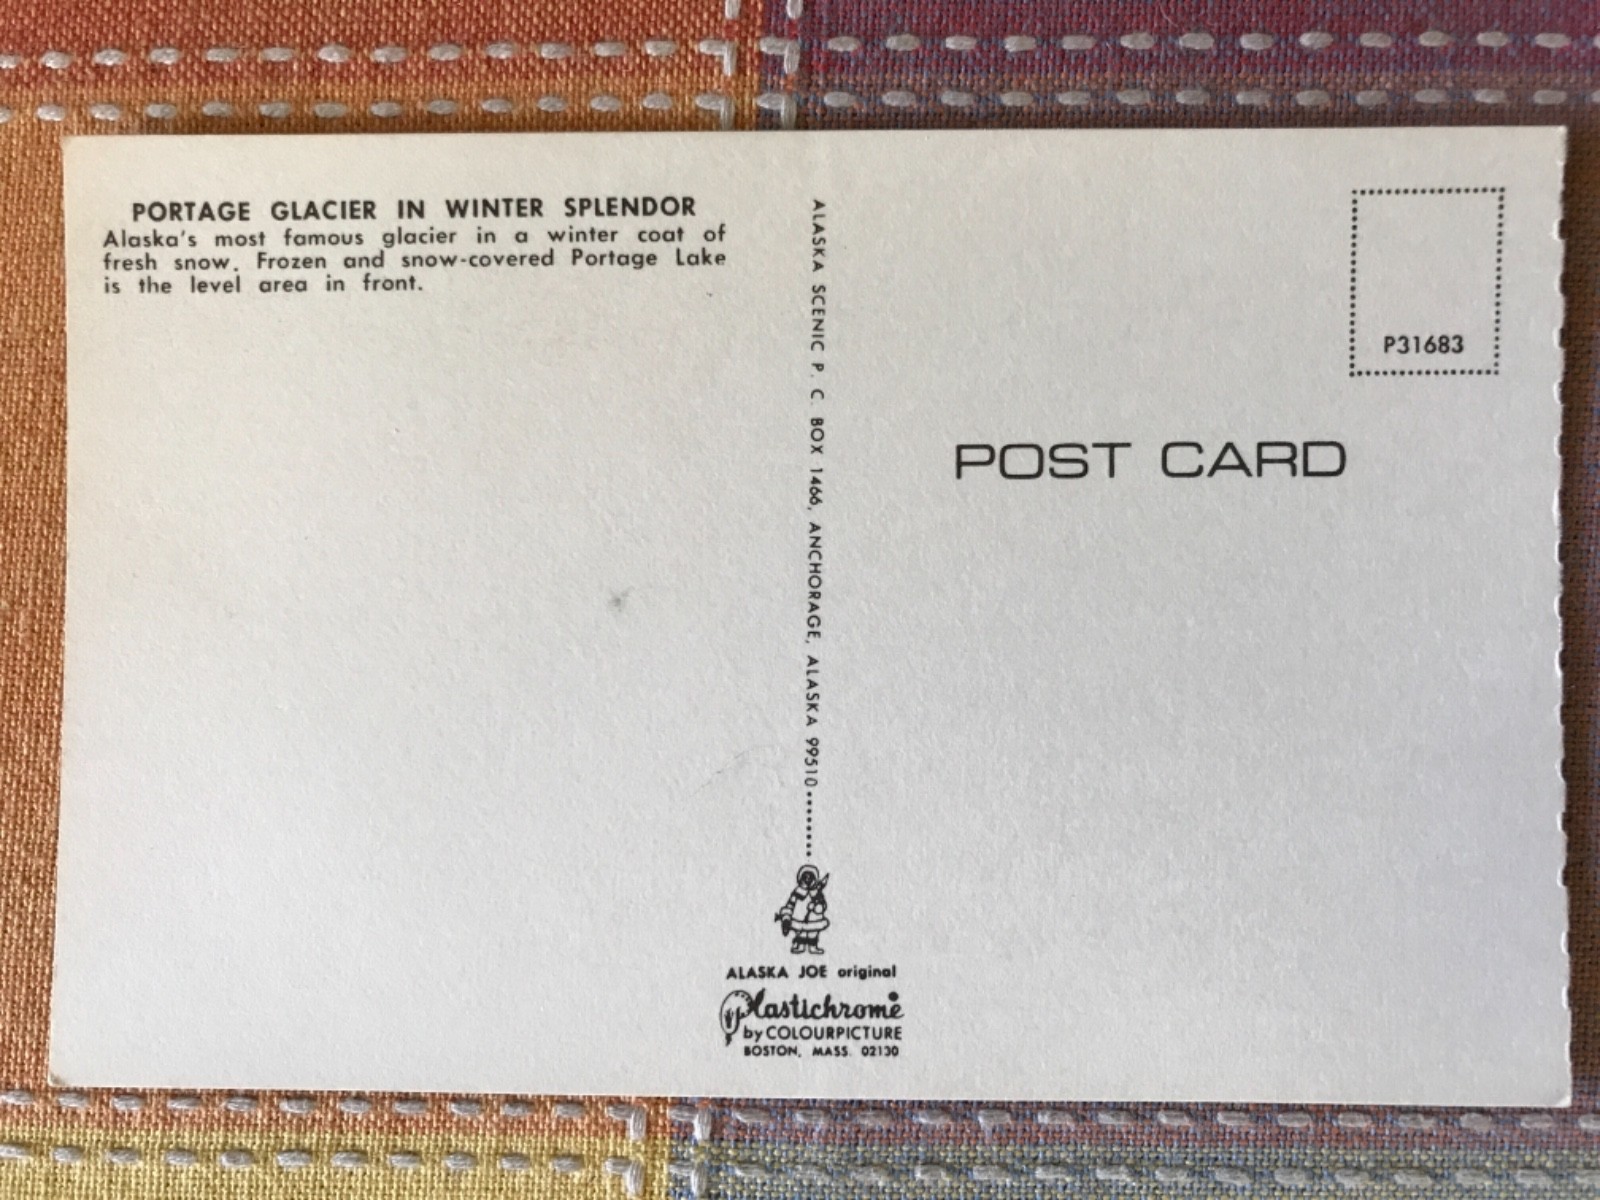 PORTAGE GLACIER IN WINTER SPLENDOR
Alaska's most famous glacier in a winter coat of
fresh snow. Frozen and snow-covered Portage Lake
is the level area in front.
ALASKA SCENIC P. C. BOX 1466, ANCHORAGE, ALASKA 99510
ALASKA JOE original
Plastichrome
by COLOURPICTURE
BOSTON, MASS. 02130
P31683
POST CARD